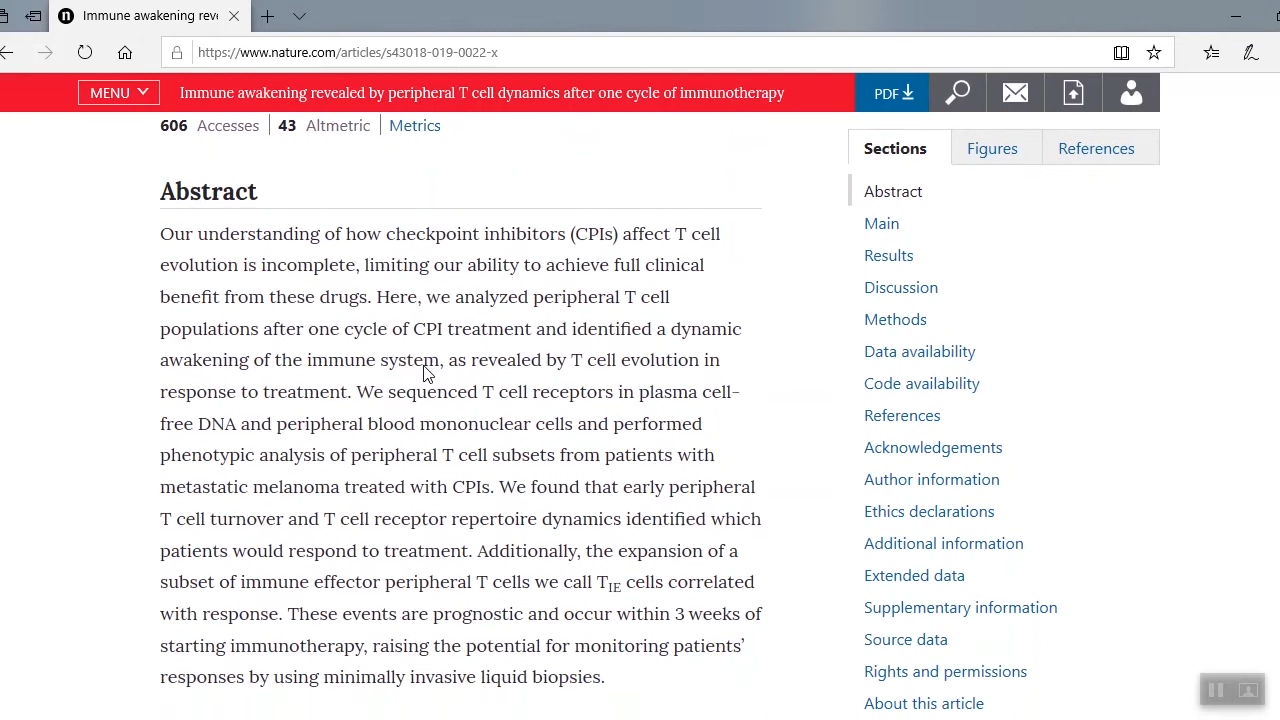 Immune awakening reve
https://www.nature.com/articles/s43018-019-0022-x
MENU
Immune awakening revealed by peripheral T cell dynamics after one cycle of immunotherapy
PDF
606 Accesses | 43 Altmetric | Metrics
Abstract
Our understanding of how checkpoint inhibitors (CPIs) affect T cell
evolution is incomplete, limiting our ability to achieve full clinical
benefit from these drugs. Here, we analyzed peripheral T cell
populations after one cycle of CPI treatment and identified a dynamic
awakening of the immune system, as revealed by T cell evolution in
response to treatment. We sequenced T cell receptors in plasma cell-
free DNA and peripheral blood mononuclear cells and performed
phenotypic analysis of peripheral T cell subsets from patients with
metastatic melanoma treated with CPIs. We found that early peripheral
T cell turnover and T cell receptor repertoire dynamics identified which
patients would respond to treatment. Additionally, the expansion of a
subset of immune effector peripheral T cells we call TIE cells correlated
with response. These events are prognostic and occur within 3 weeks of
starting immunotherapy, raising the potential for monitoring patients’
responses by using minimally invasive liquid biopsies.
Sections
Figures
References
Abstract
Main
Results
Discussion
Methods
Data availability
Code availability
References
Acknowledgements
Author information
Ethics declarations
Additional information
Extended data
Supplementary information
Source data
Rights and permissions
About this article